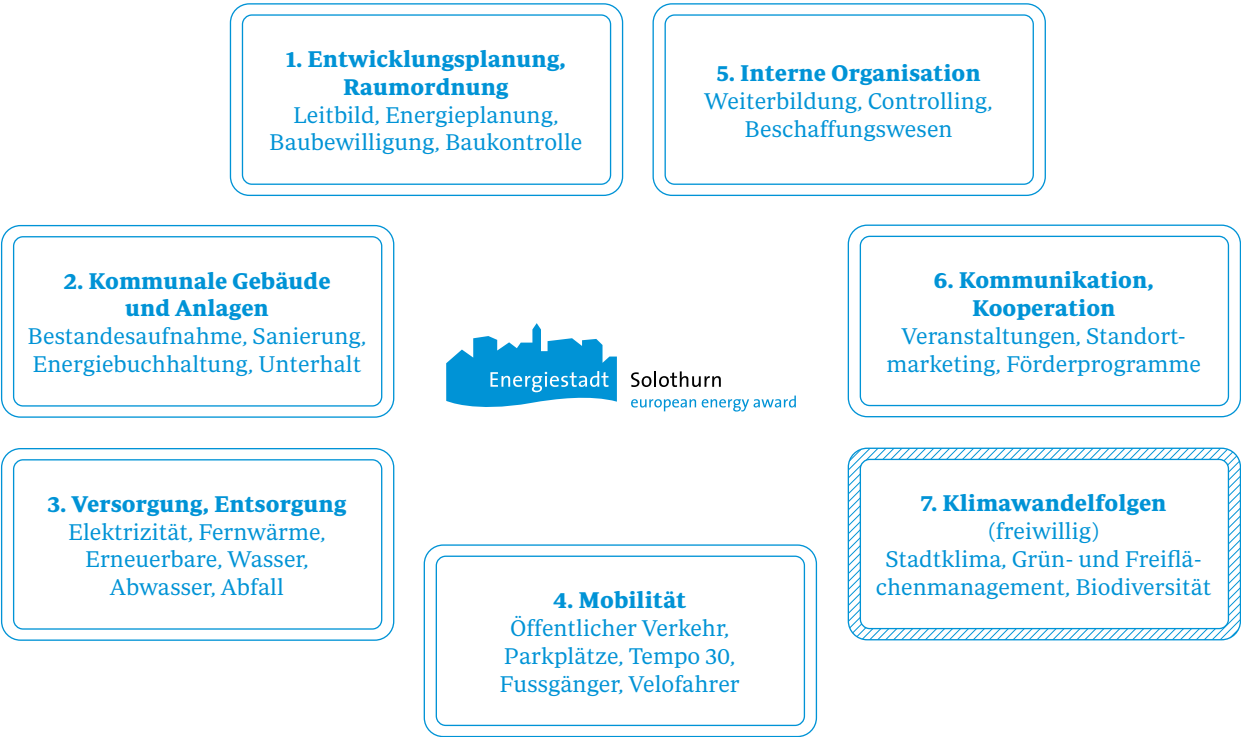 1. Entwicklungsplanung,
Raumordnung
Leitbild, Energieplanung,
Baubewilligung, Baukontrolle
5. Interne Organisation
Weiterbildung, Controlling,
Beschaffungswesen
2. Kommunale Gebäude
und Anlagen
Bestandesaufnahme, Sanierung,
Energiebuchhaltung, Unterhalt
6. Kommunikation,
Kooperation
Veranstaltungen, Standort-
marketing, Förderprogramme
Energiestadt Solothurn
european energy award
3. Versorgung, Entsorgung
Elektrizität, Fernwärme,
Erneuerbare, Wasser,
Abwasser, Abfall
7. Klimawandelfolgen
(freiwillig)
Stadtklima, Grün- und Freiflä-
chenmanagement, Biodiversität
4. Mobilität
Öffentlicher Verkehr,
Parkplätze, Tempo 30,
Fussgänger, Velofahrer